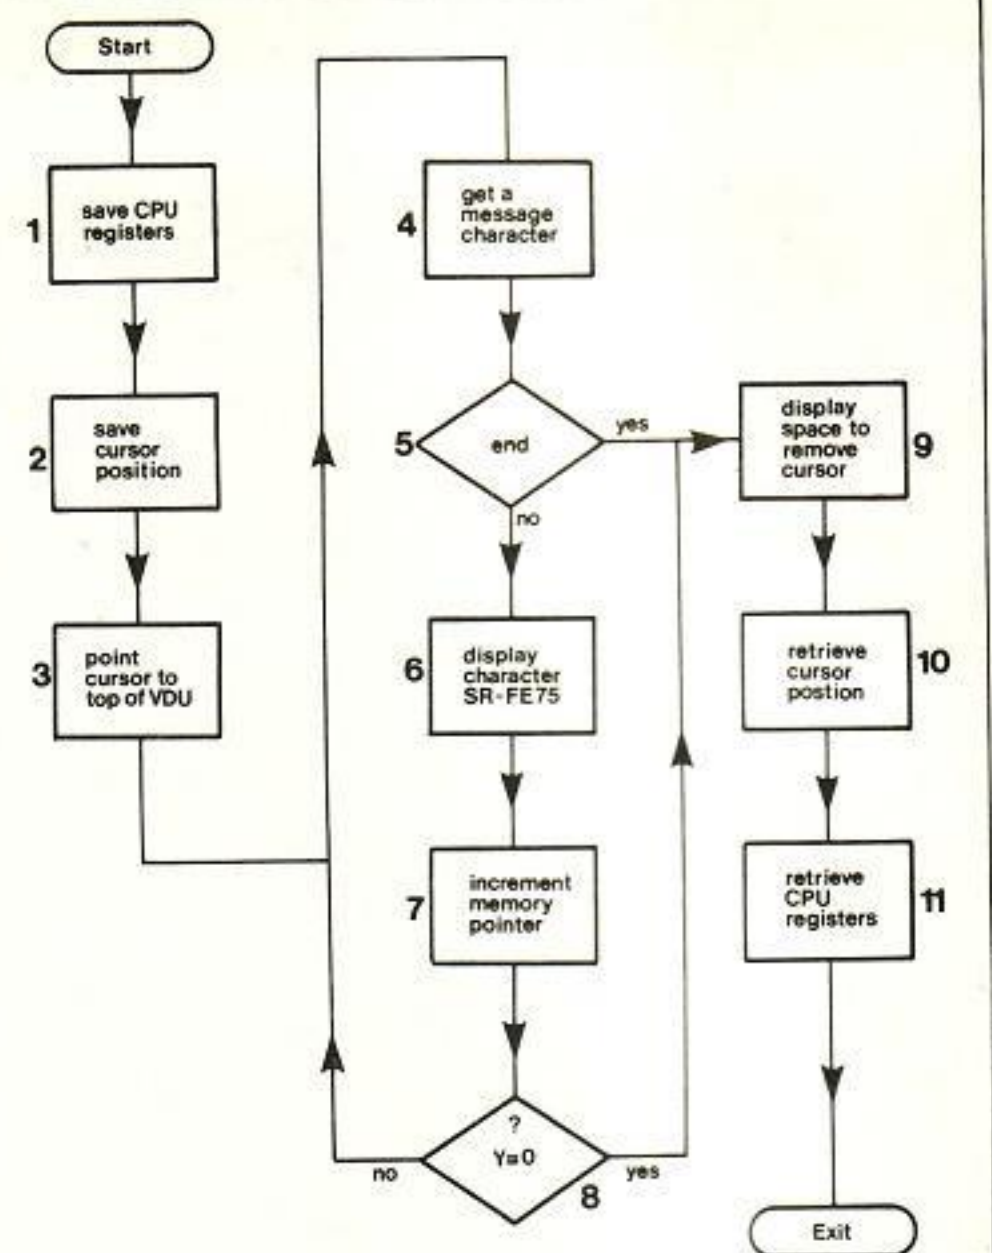 Start
1
save CPU
registers
2
save
cursor
position
3
point
cursor to
top of VDU
4
get a
message
character
5
end
yes
no
6
display
character
SR-FE75
7
increment
memory
pointer
?
Y=0
8
no
yes
9
display
space to
remove
cursor
10
retrieve
cursor
postion
11
retrieve
CPU
registers
Exit